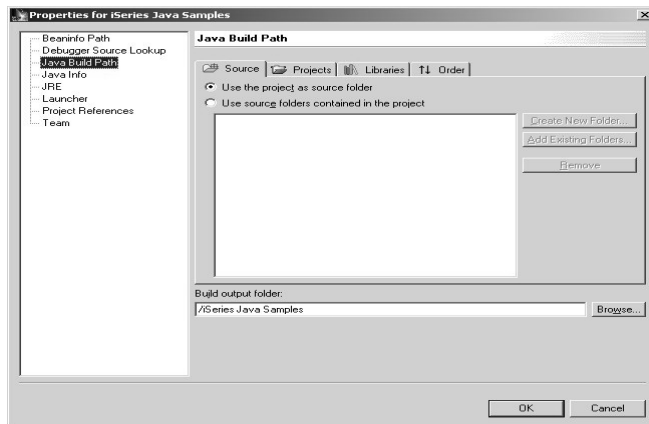 Properties for iSeries Java Samples
Beaninfo Path
Debugger Source Lookup
Java Build Path
Java Info
JRE
Launcher
Project References
Team
Java Build Path
Source
Projects
Libraries
Order
Use the project as source folder
Use source folders contained in the project
Create New Folder...
Add Existing Folders...
Remove
Build output folder:
/iSeries Java Samples
Browse...
OK
Cancel